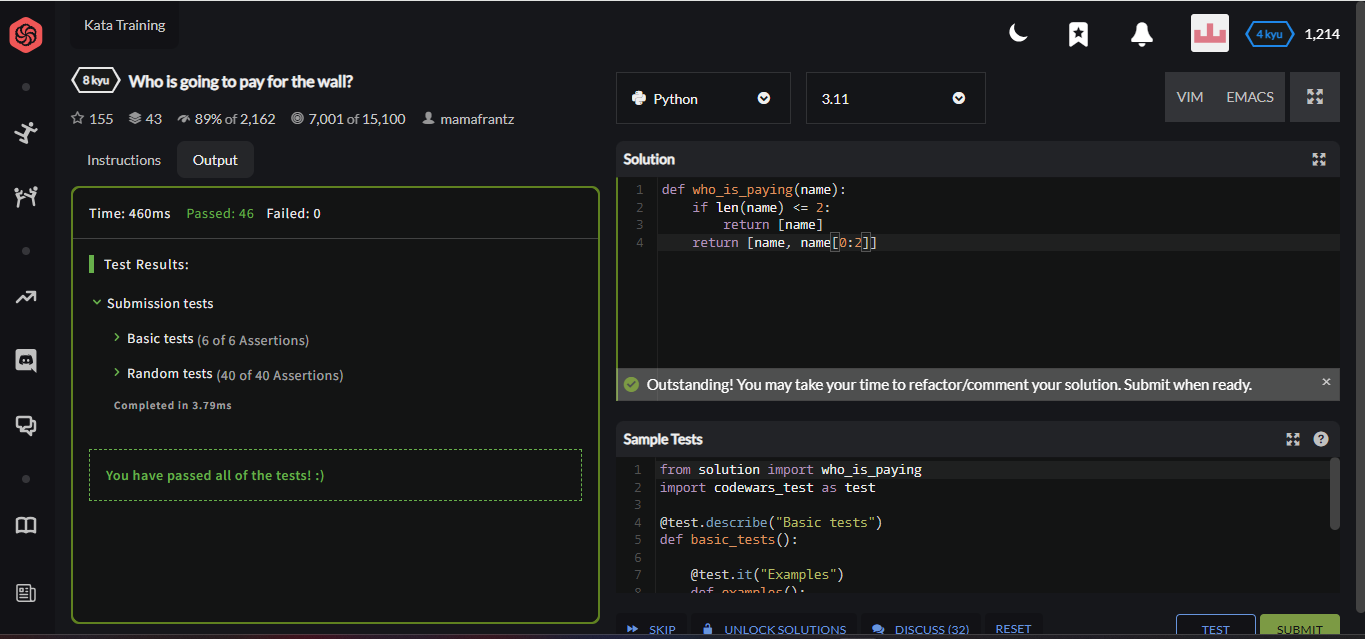 Kata Training
4 kyu
1,214
8 kyu
Who is going to pay for the wall?
155
43
89% of 2,162
7,001 of 15,100
mamafrantz
Instructions
Output
Time: 460ms Passed: 46 Failed: 0
Test Results:
Submission tests
Basic tests (6 of 6 Assertions)
Random tests (40 of 40 Assertions)
Completed in 3.79ms
You have passed all of the tests! :)
Python
3.11
VIM
EMACS
Solution
1 def who_is_paying(name):
2 if len(name) <= 2:
3 return [name]
4 return [name, name[0:2]]
Outstanding! You may take your time to refactor/comment your solution. Submit when ready.
×
Sample Tests
?
1 from solution import who_is_paying
2 import codewars_test as test
3
4 @test.describe("Basic tests")
5 def basic_tests():
6
7 @test.it("Examples")
8 def examples():
SKIP
UNLOCK SOLUTIONS
DISCUSS (32)
RESET
TEST
SUBMIT